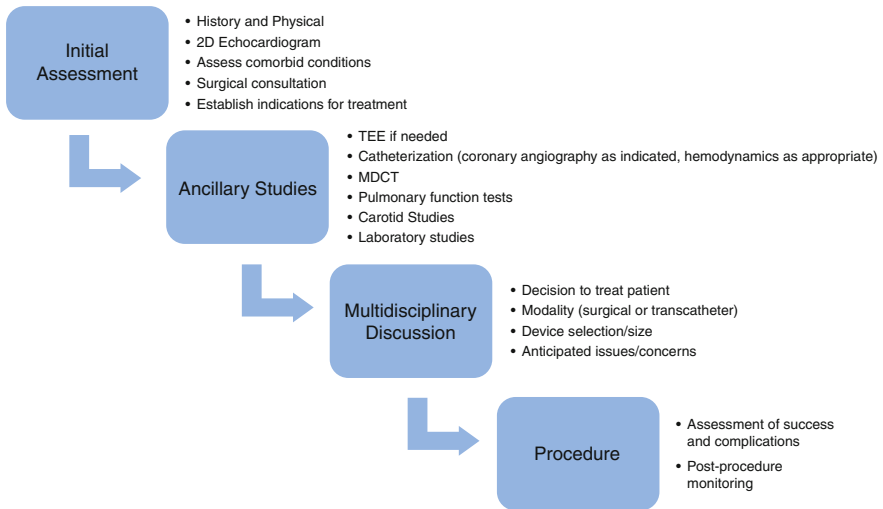 Initial
Assessment
• History and Physical
• 2D Echocardiogram
• Assess comorbid conditions
• Surgical consultation
• Establish indications for treatment
Ancillary Studies
• TEE if needed
• Catheterization (coronary angiography as indicated, hemodynamics as appropriate)
• MDCT
• Pulmonary function tests
• Carotid Studies
• Laboratory studies
Multidisciplinary
Discussion
• Decision to treat patient
• Modality (surgical or transcatheter)
• Device selection/size
• Anticipated issues/concerns
Procedure
• Assessment of success
and complications
• Post-procedure
monitoring